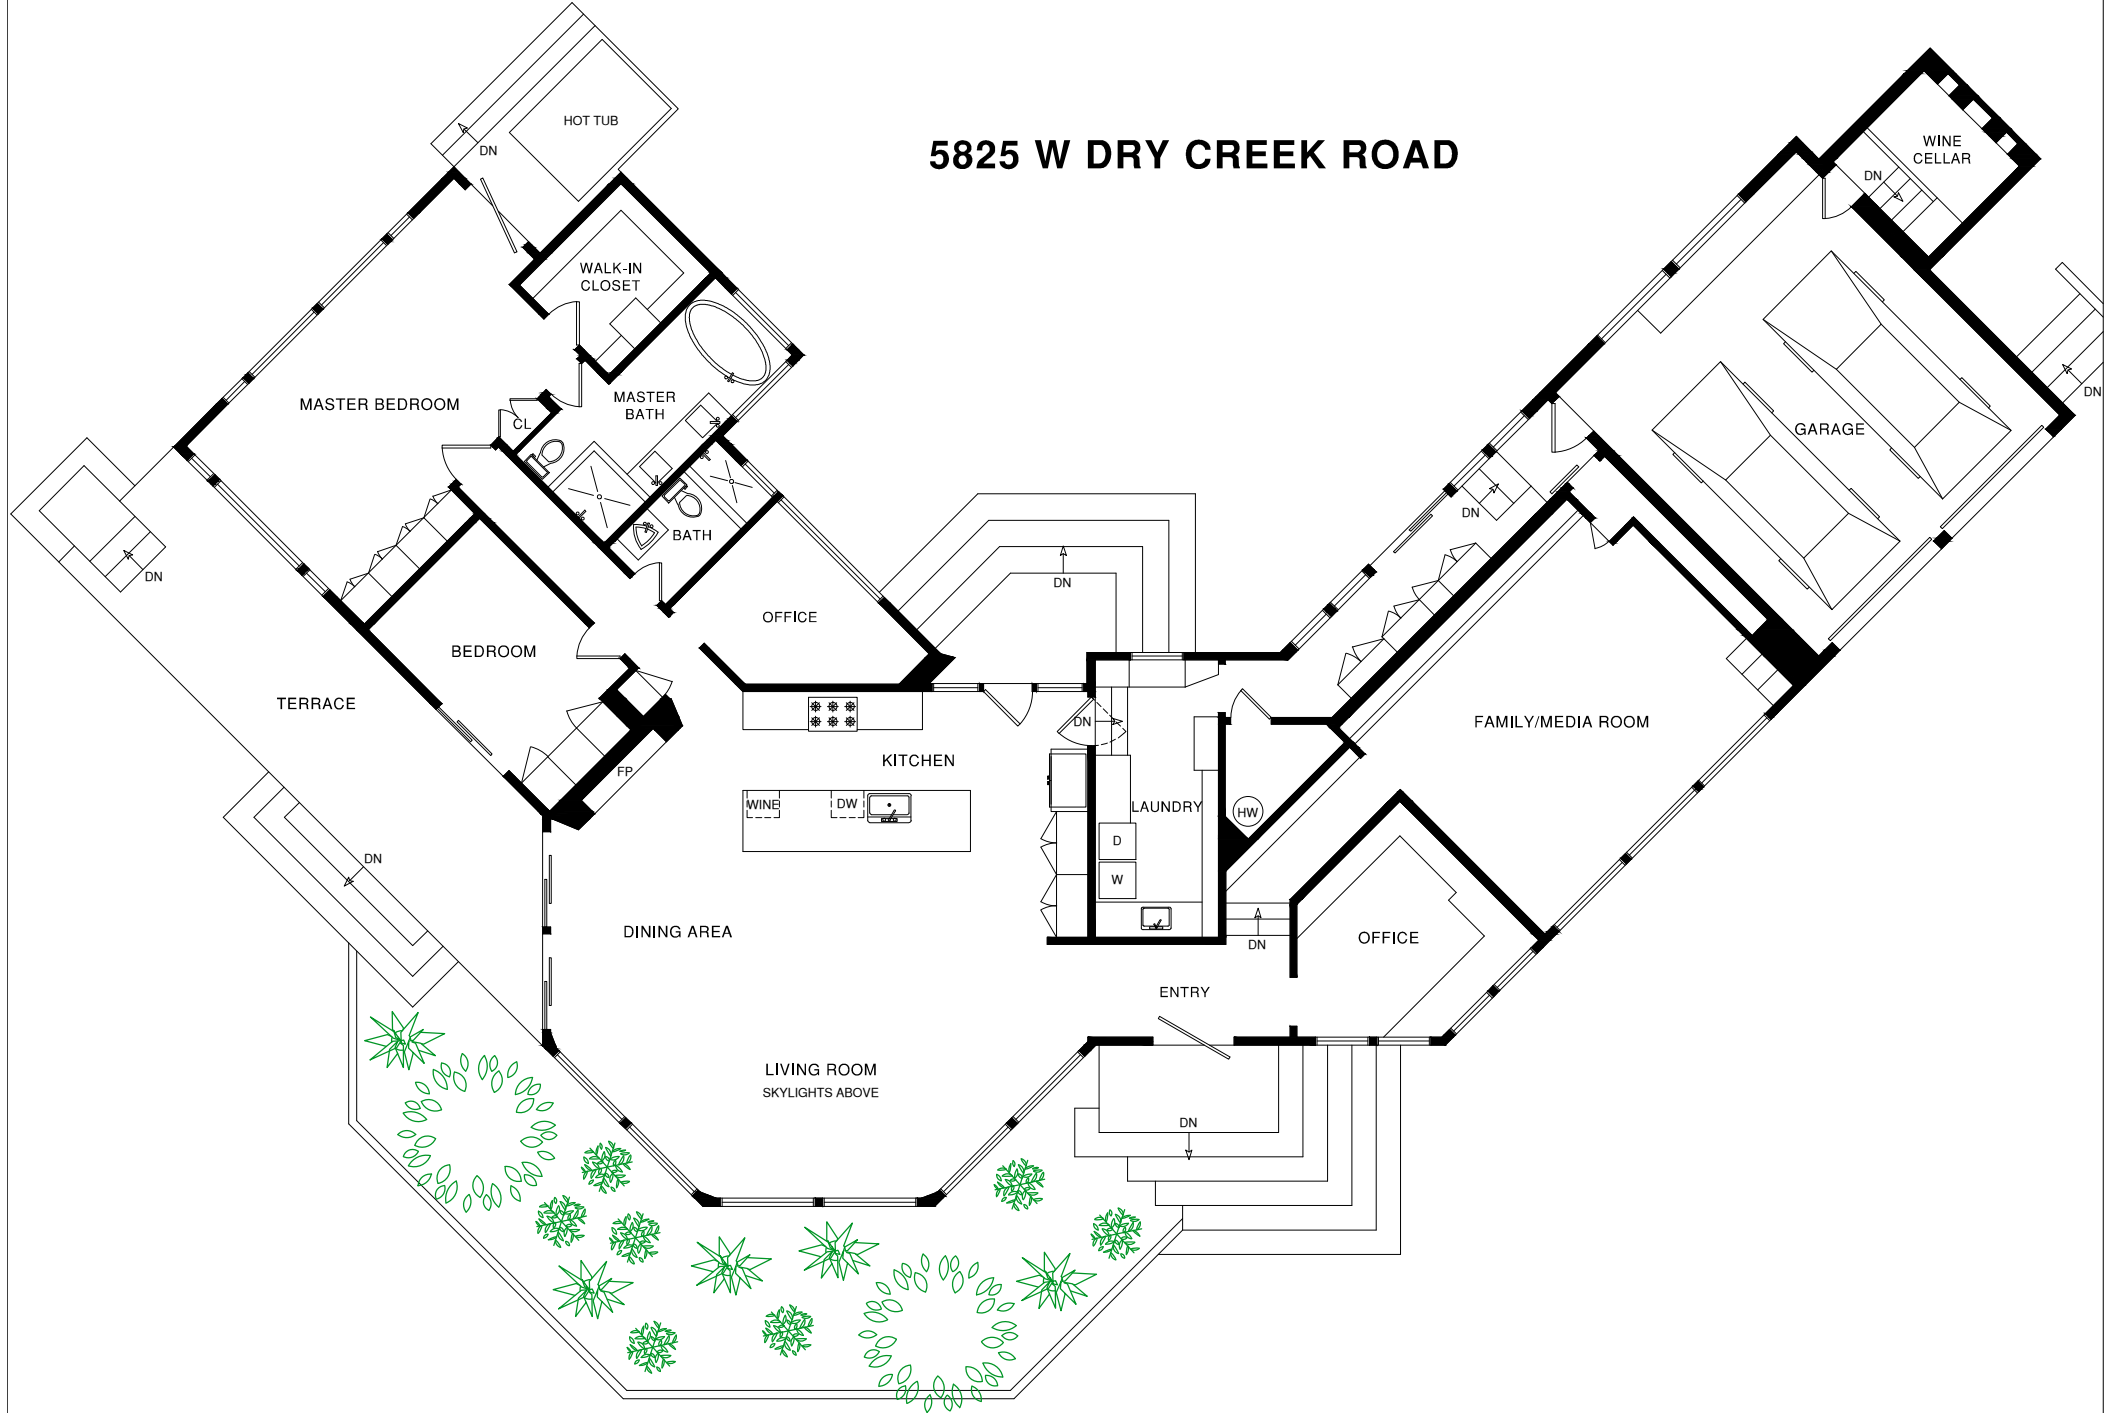 HOT TUB
DN
5825 W DRY CREEK ROAD
WINE
CELLAR
DN
WALK-IN
CLOSET
DN
MASTER BEDROOM
MASTER
BATH
CL
GARAGE
DN
DN
BATH
DN
DN
OFFICE
BEDROOM
TERRACE
DN
FAMILY/MEDIA ROOM
KITCHEN
FP
WINE
DW
LAUNDRY
HW
D
DN
W
DINING AREA
OFFICE
DN
ENTRY
LIVING ROOM
SKYLIGHTS ABOVE
DN